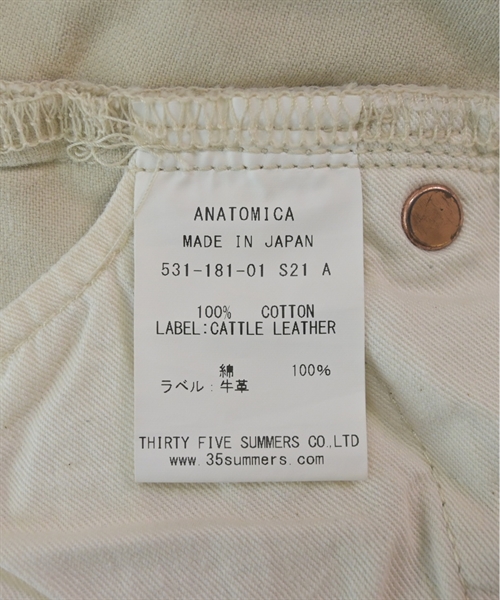 ANATOMICA
MADE IN JAPAN
531-181-01 S21 A
100% COTTON
LABEL:CATTLE LEATHER
綿 100%
ラベル：牛革
THIRTY FIVE SUMMERS CO.,LTD
www.35summers.com